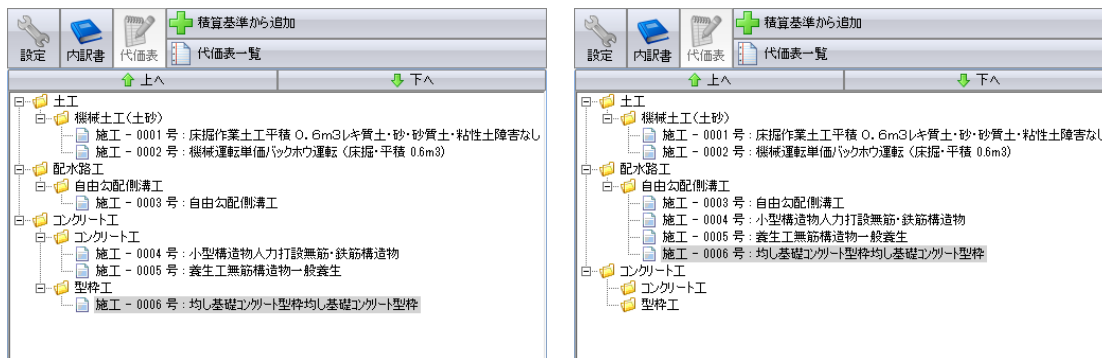 積算基準から追加
設定 内訳書 代価表 代価表一覧
上へ 下へ
土工
機械土工(土砂)
施工 - 0001 号 : 床掘作業土工平積 0．6m3レキ質土・砂・砂質土・粘性土障害なし
施工 - 0002 号 : 機械運転単価バックホウ運転（床掘・平積 0.6m3）
配水路工
自由勾配側溝工
施工 - 0003 号 : 自由勾配側溝工
コンクリート工
コンクリート工
施工 - 0004 号 : 小型構造物人力打設無筋・鉄筋構造物
施工 - 0005 号 : 養生工無筋構造物一般養生
型枠工
施工 - 0006 号 : 均し基礎コンクリート型枠均し基礎コンクリート型枠
積算基準から追加
設定 内訳書 代価表 代価表一覧
上へ 下へ
土工
機械土工(土砂)
施工 - 0001 号 : 床掘作業土工平積 0．6m3レキ質土・砂・砂質土・粘性土障害なし
施工 - 0002 号 : 機械運転単価バックホウ運転（床掘・平積 0.6m3）
配水路工
自由勾配側溝工
施工 - 0003 号 : 自由勾配側溝工
施工 - 0004 号 : 小型構造物人力打設無筋・鉄筋構造物
施工 - 0005 号 : 養生工無筋構造物一般養生
施工 - 0006 号 : 均し基礎コンクリート型枠均し基礎コンクリート型枠
コンクリート工
コンクリート工
型枠工